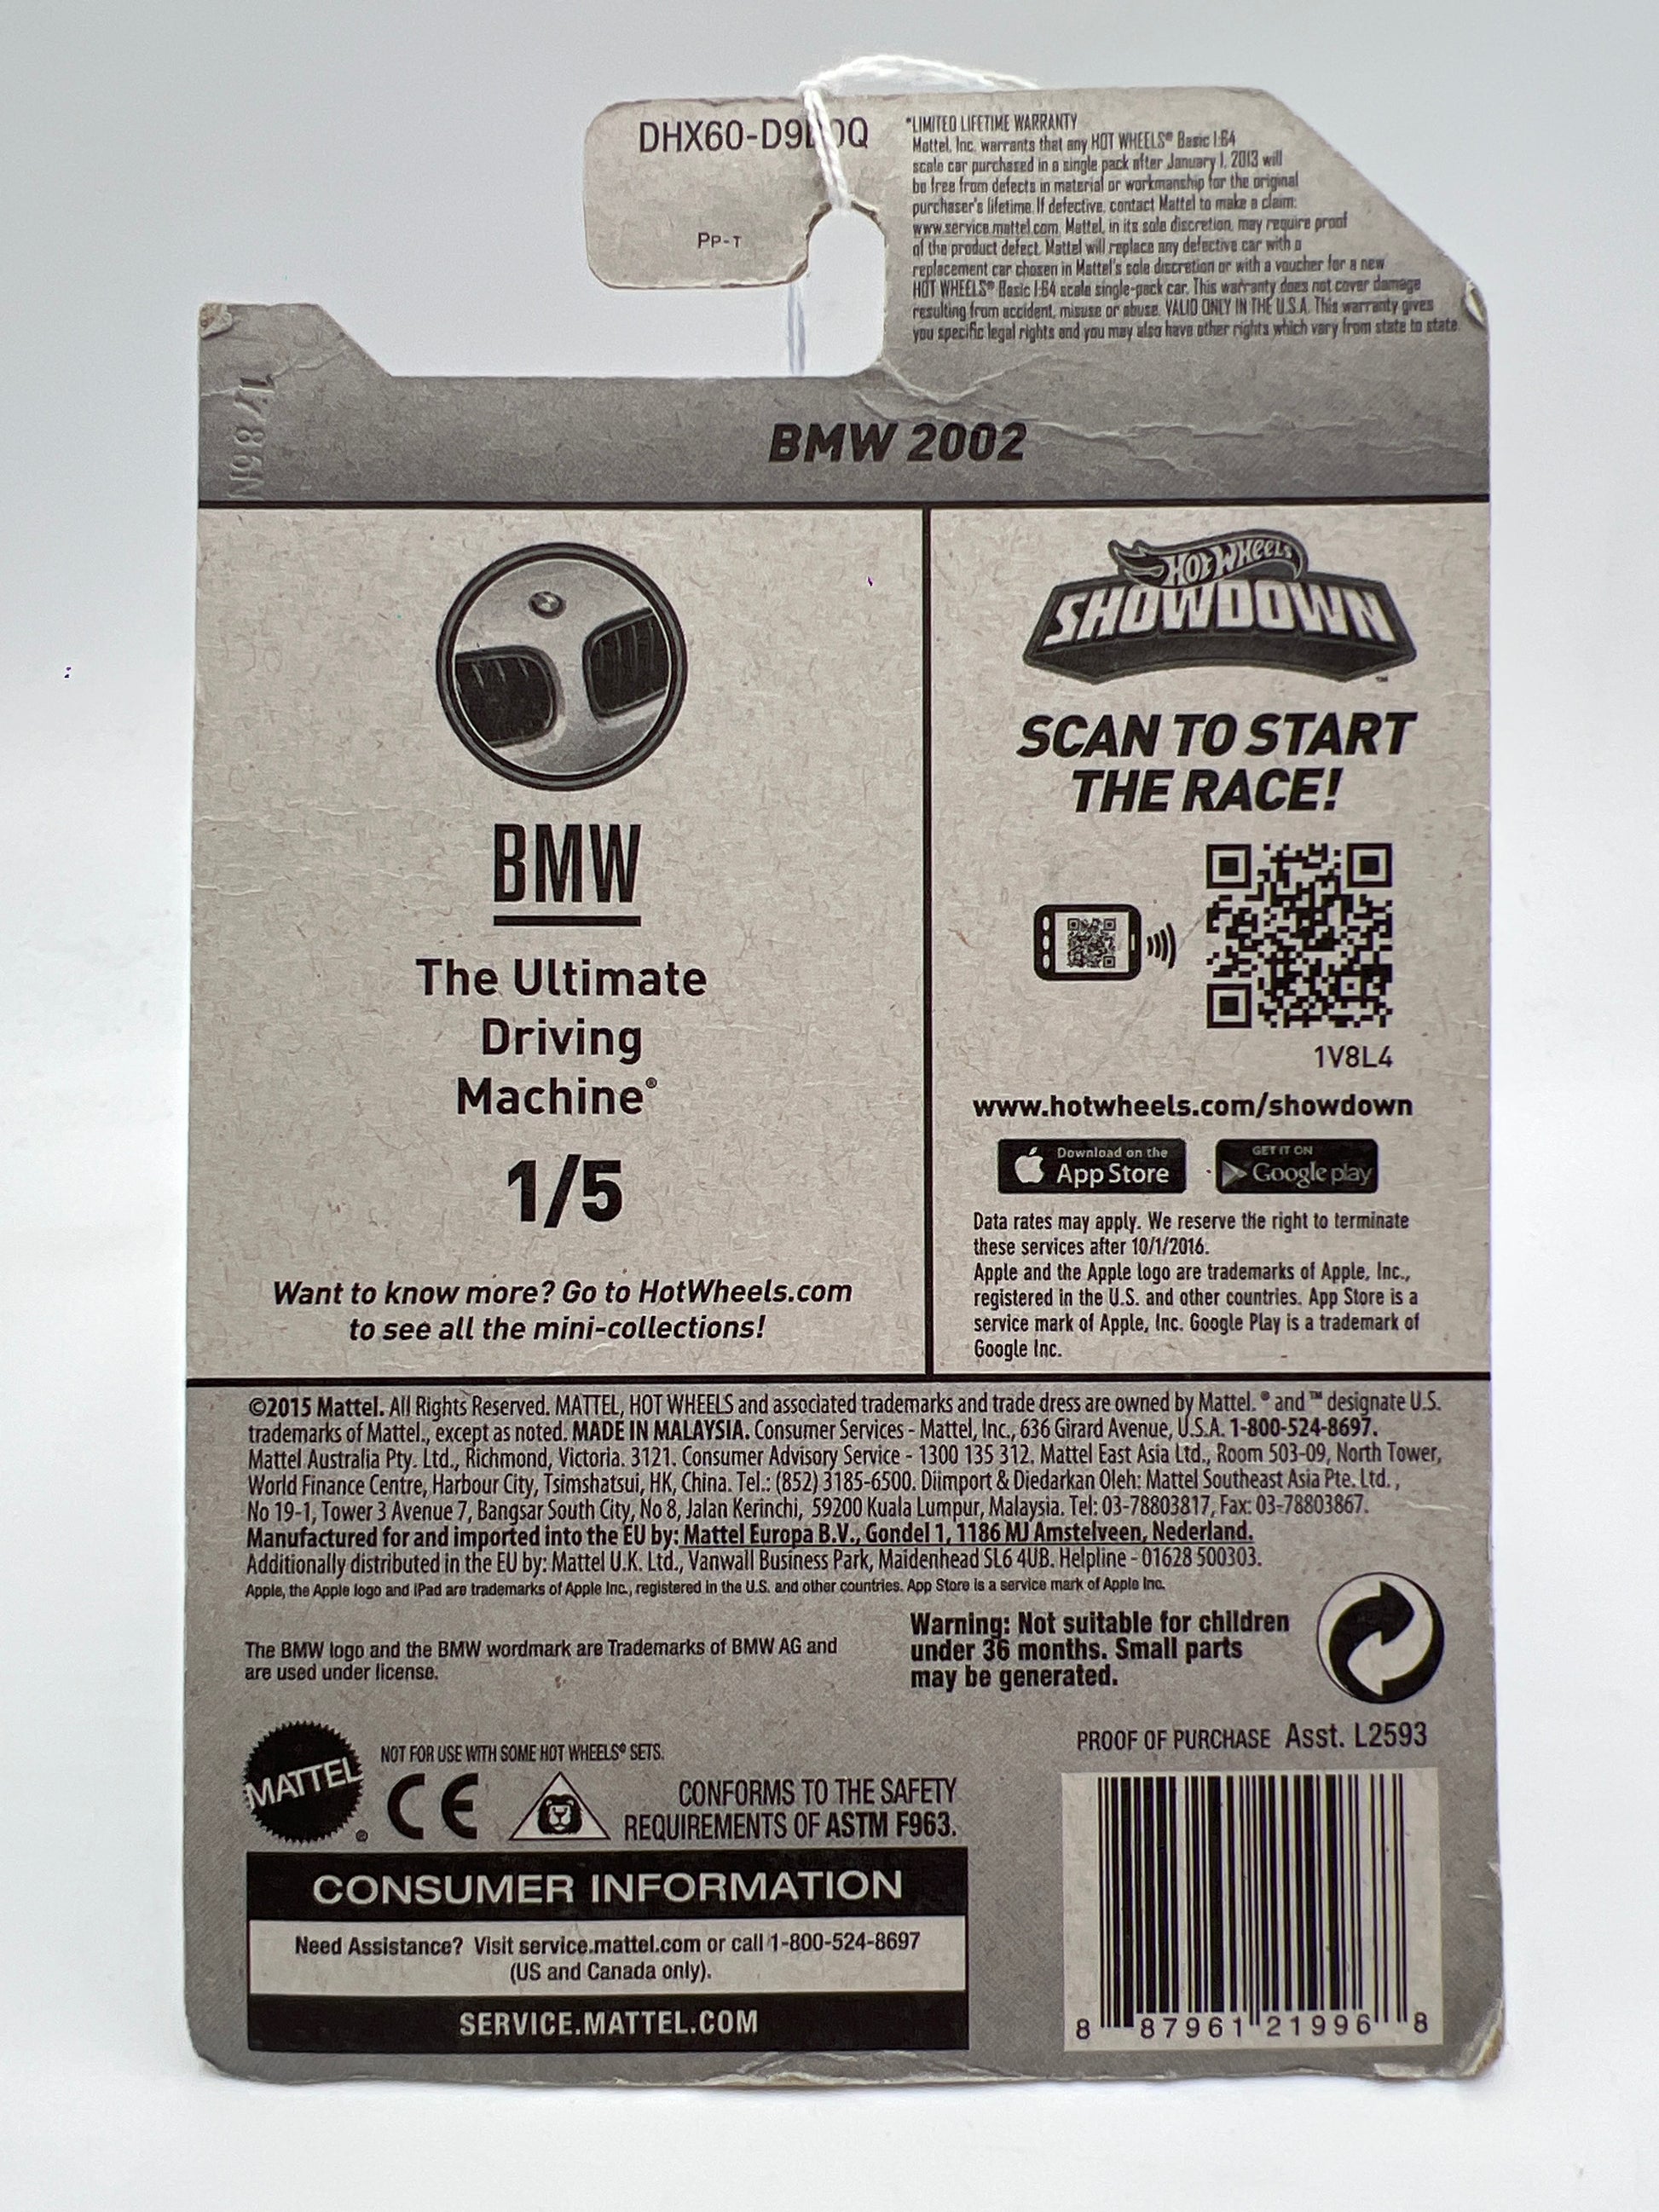 DHX60-D9
0Q
PP-T
*LIMITED LIFETIME WARRANTY
Mattel, Inc. warrants that any HOT WHEELS® Basic 1:64
scale car purchased in a single pack after January 1, 2013 will
be free from defects in material or workmanship for the original
purchaser's lifetime. If defective, contact Mattel to make a claim:
www.service.mattel.com. Mattel, in its sole discretion, may require proof
of the product defect. Mattel will replace any defective car with a
replacement car chosen in Mattel's sole discretion or with a voucher for a new
HOT WHEELS® Basic 1:64 scale single-pack car. This warranty does not cover damage
resulting from accident, misuse or abuse. VALID ONLY IN THE U.S.A. This warranty gives
you specific legal rights and you may also have other rights which vary from state to state.
BMW 2002
BMW
The Ultimate
Driving
Machine®
1/5
Want to know more? Go to HotWheels.com
to see all the mini-collections!
Hot Wheels
SHOWDOWN™
SCAN TO START
THE RACE!
1V8L4
www.hotwheels.com/showdown
Download on the
App Store
GET IT ON
Google play
Data rates may apply. We reserve the right to terminate
these services after 10/1/2016.
Apple and the Apple logo are trademarks of Apple, Inc.,
registered in the U.S. and other countries. App Store is a
service mark of Apple, Inc. Google Play is a trademark of
Google Inc.
©2015 Mattel. All Rights Reserved. MATTEL, HOT WHEELS and associated trademarks and trade dress are owned by Mattel. ® and ™ designate U.S.
trademarks of Mattel., except as noted. MADE IN MALAYSIA. Consumer Services - Mattel, Inc., 636 Girard Avenue, U.S.A. 1-800-524-8697.
Mattel Australia Pty. Ltd., Richmond, Victoria. 3121. Consumer Advisory Service - 1300 135 312. Mattel East Asia Ltd., Room 503-09, North Tower,
World Finance Centre, Harbour City, Tsimshatsui, HK, China. Tel.: (852) 3185-6500. Diimport & Diedarkan Oleh: Mattel Southeast Asia Pte. Ltd.,
No 19-1, Tower 3 Avenue 7, Bangsar South City, No 8, Jalan Kerinchi, 59200 Kuala Lumpur, Malaysia. Tel: 03-78803817, Fax: 03-78803867.
Manufactured for and imported into the EU by: Mattel Europa B.V., Gondel 1, 1186 MJ Amstelveen, Nederland.
Additionally distributed in the EU by: Mattel U.K. Ltd., Vanwall Business Park, Maidenhead SL6 4UB. Helpline - 01628 500303.
Apple, the Apple logo and iPad are trademarks of Apple Inc., registered in the U.S. and other countries. App Store is a service mark of Apple Inc.
The BMW logo and the BMW wordmark are Trademarks of BMW AG and
are used under license.
Warning: Not suitable for children
under 36 months. Small parts
may be generated.
PROOF OF PURCHASE Asst. L2593
MATTEL®
NOT FOR USE WITH SOME HOT WHEELS® SETS.
CE
CONFORMS TO THE SAFETY
REQUIREMENTS OF ASTM F963.
CONSUMER INFORMATION
Need Assistance? Visit service.mattel.com or call 1-800-524-8697
(US and Canada only).
SERVICE.MATTEL.COM
8 87961 21996 8